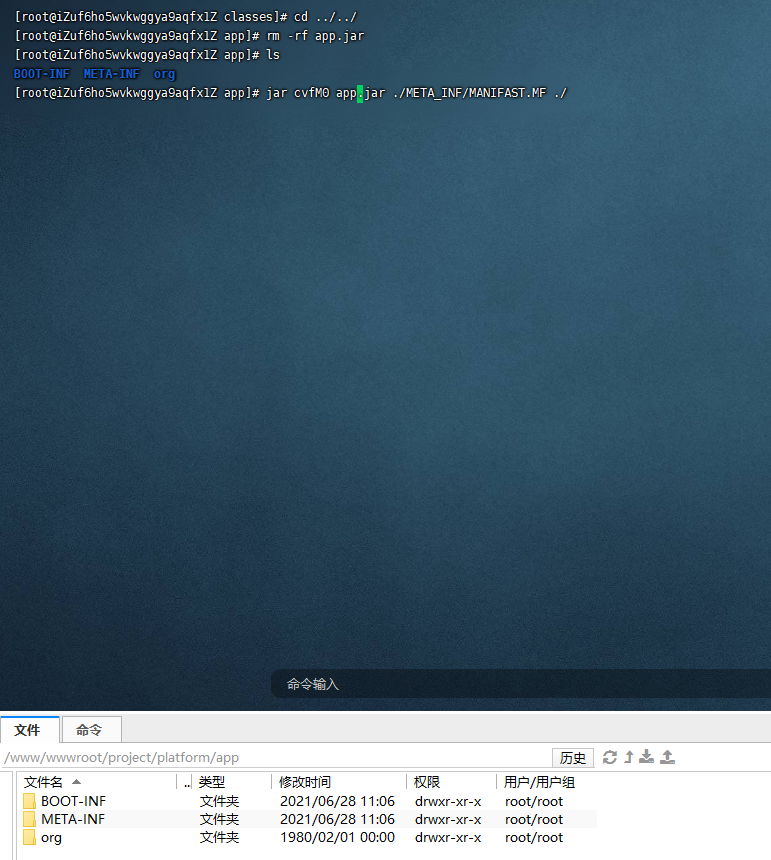 [root@iZuf6ho5wvkwggya9aqfx1Z classes]# cd ../../
[root@iZuf6ho5wvkwggya9aqfx1Z app]# rm -rf app.jar
[root@iZuf6ho5wvkwggya9aqfx1Z app]# ls
BOOT-INF META-INF org
[root@iZuf6ho5wvkwggya9aqfx1Z app]# jar cvfM0 app.jar ./META_INF/MANIFAST.MF ./
命令输入
文件 命令
/www/wwwroot/project/platform/app 历史
文件名 .. 类型 修改时间 权限 用户/用户组
BOOT-INF 文件夹 2021/06/28 11:06 drwxr-xr-x root/root
META-INF 文件夹 2021/06/28 11:06 drwxr-xr-x root/root
org 文件夹 1980/02/01 00:00 drwxr-xr-x root/root